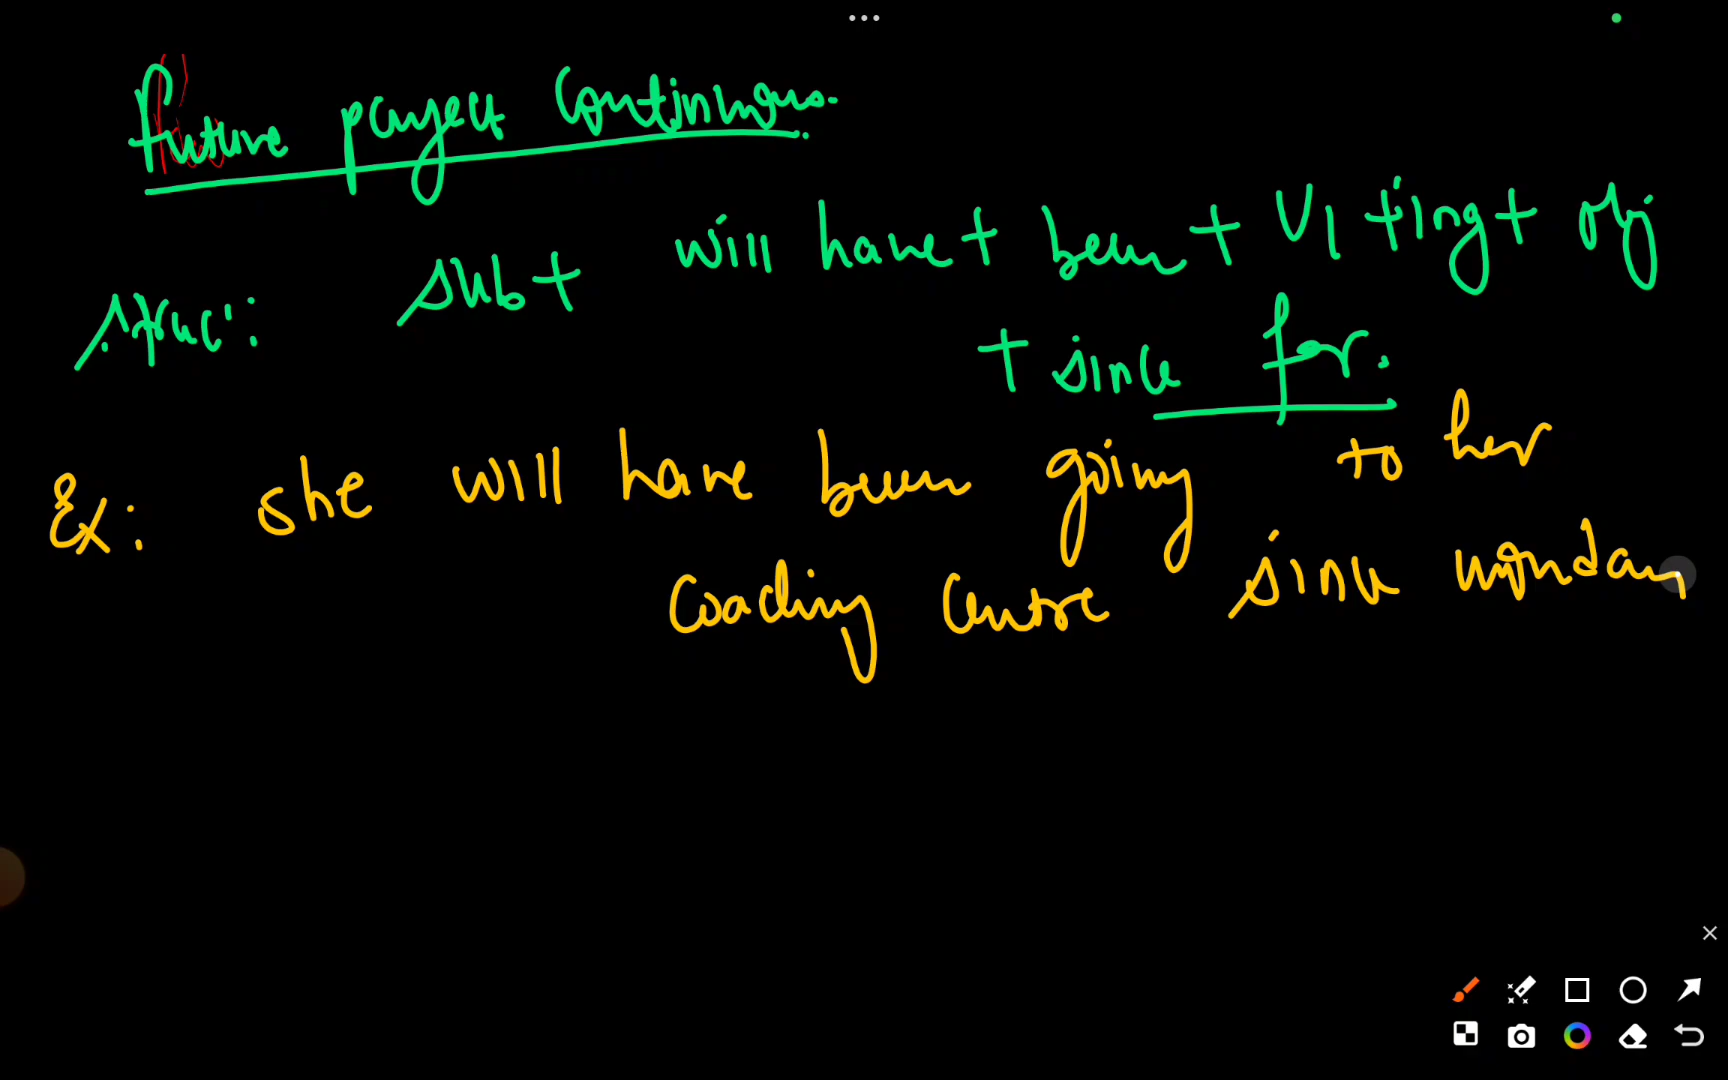 Future perfect Continuous.
struc: sub + will have + been + V1 + ing + obj
+ since for.
Ex: she will have been going to her
coaching centre since monday